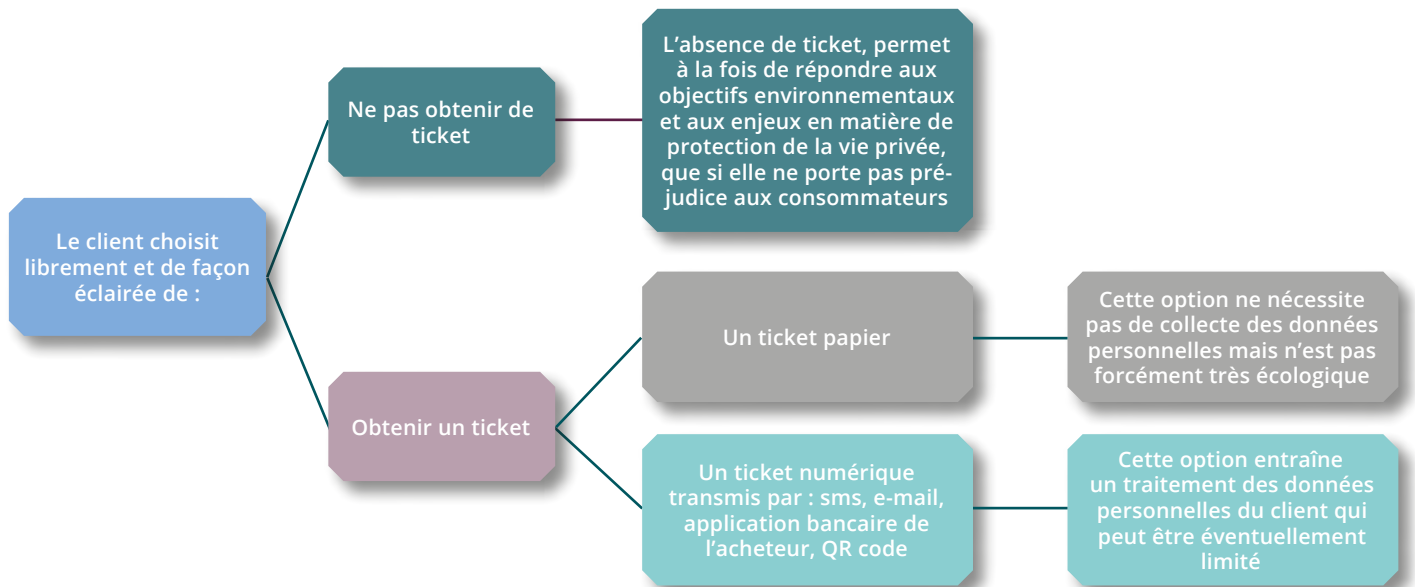 Le client choisit
librement et de façon
éclairée de :
Ne pas obtenir de
ticket
L’absence de ticket, permet
à la fois de répondre aux
objectifs environnementaux
et aux enjeux en matière de
protection de la vie privée,
que si elle ne porte pas pré-
judice aux consommateurs
Obtenir un ticket
Un ticket papier
Cette option ne nécessite
pas de collecte des données
personnelles mais n’est pas
forcément très écologique
Un ticket numérique
transmis par : sms, e-mail,
application bancaire de
l’acheteur, QR code
Cette option entraîne
un traitement des données
personnelles du client qui
peut être éventuellement
limité